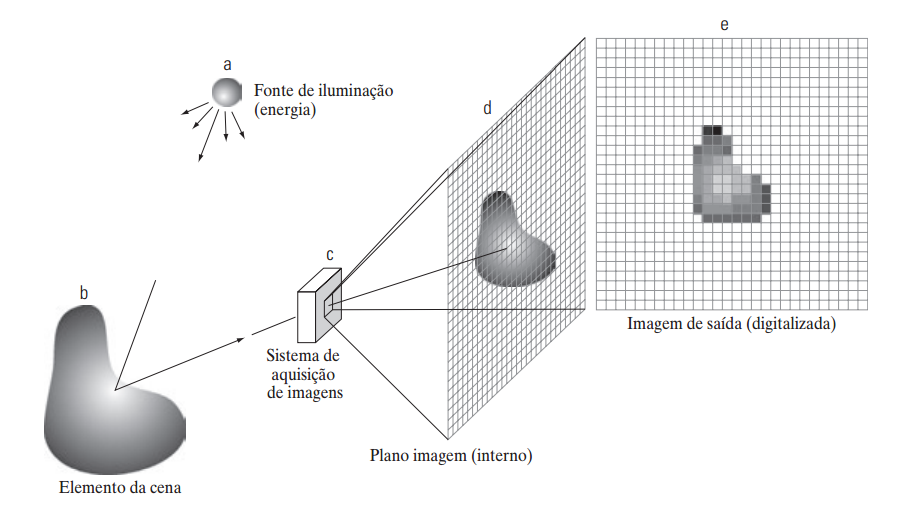 e
a
Fonte de iluminação
(energia)
d
c
b
Sistema de
aquisição
de imagens
Imagem de saída (digitalizada)
Plano imagem (interno)
Elemento da cena